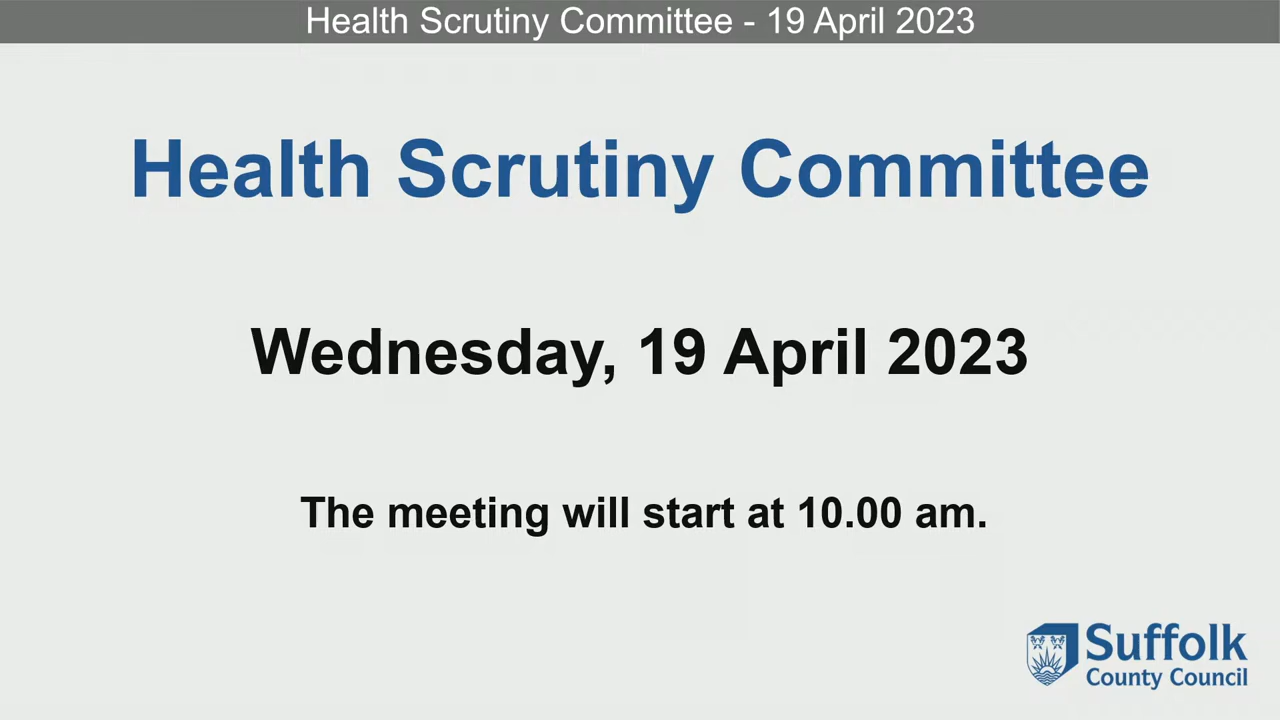 Health Scrutiny Committee - 19 April 2023
Health Scrutiny Committee
Wednesday, 19 April 2023
The meeting will start at 10.00 am.
Suffolk
County Council